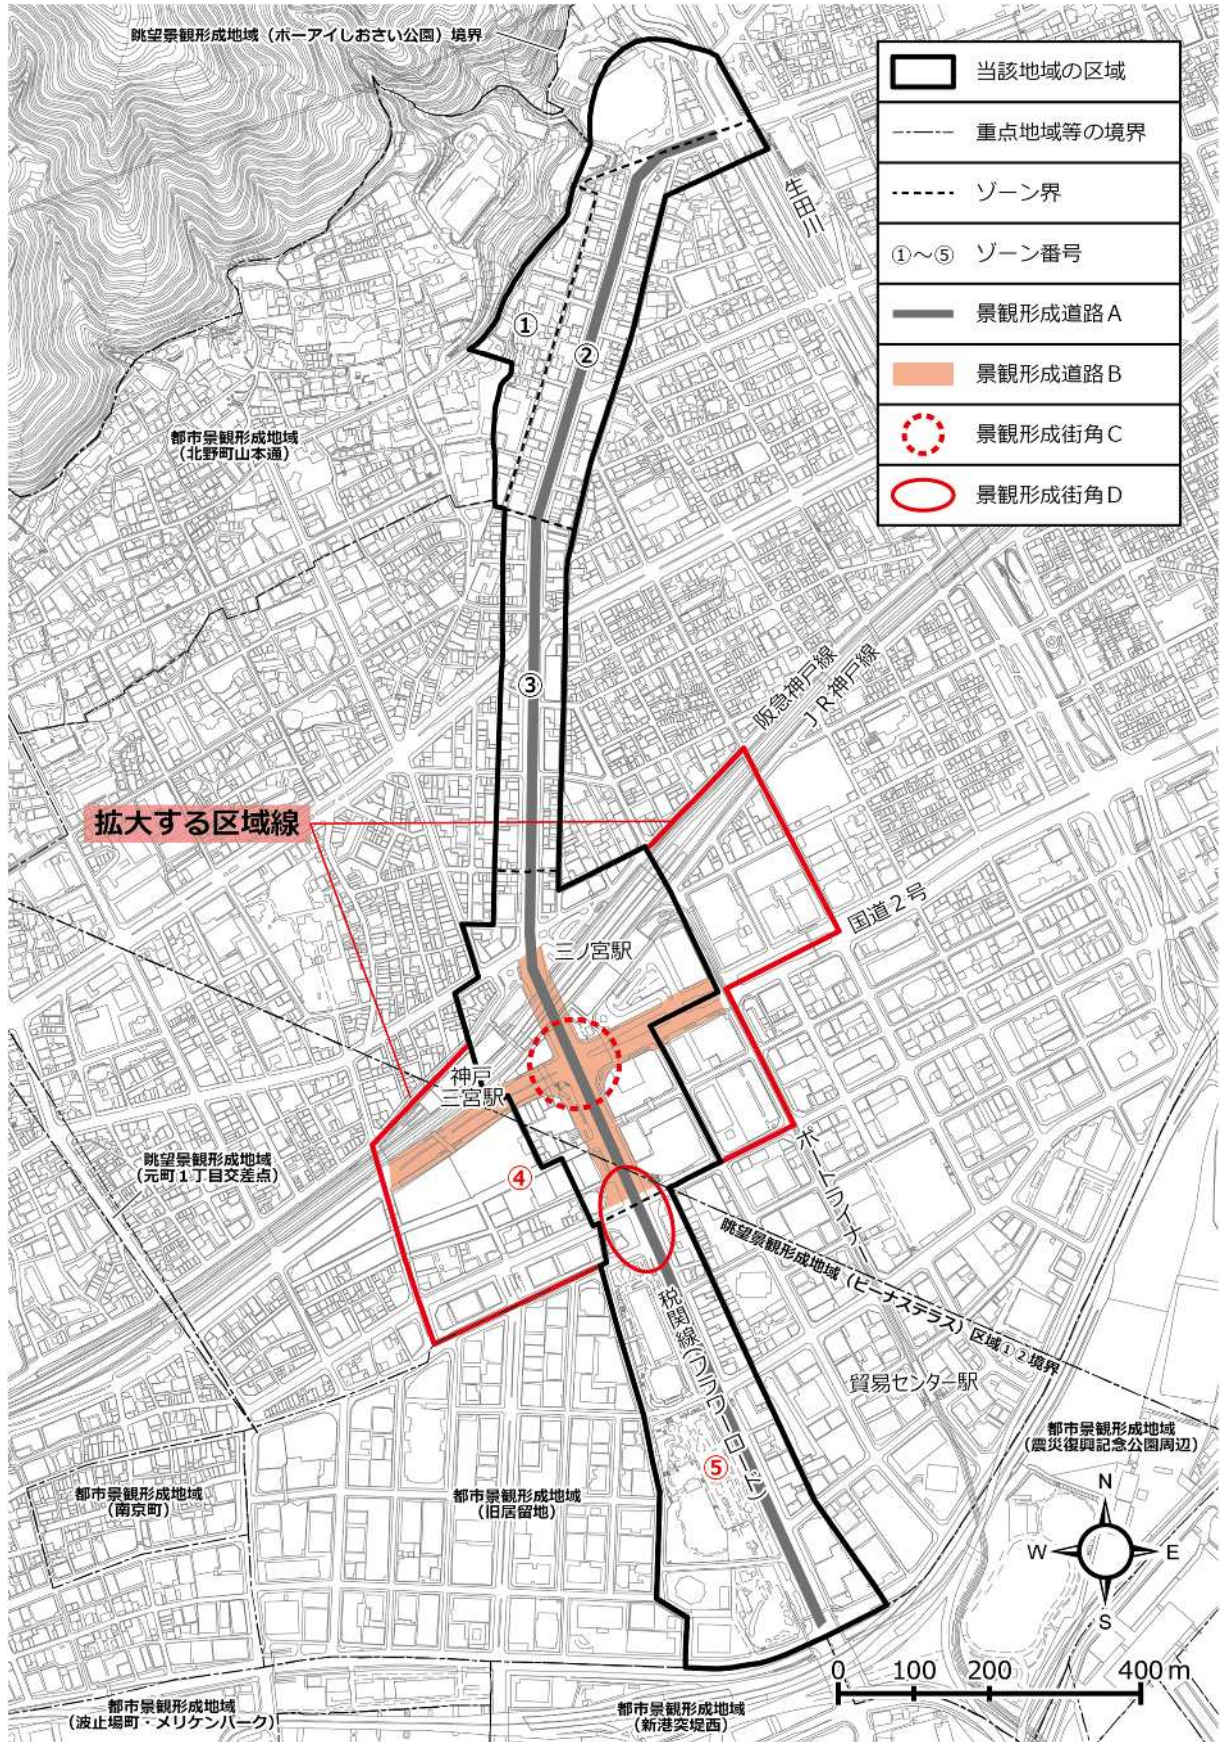 眺望景観形成地域（ポーアイしおさい公園）境界
当該地域の区域
重点地域等の境界
ゾーン界
①～⑤ ゾーン番号
景観形成道路A
景観形成道路B
景観形成街角C
景観形成街角D
生田川
①
②
都市景観形成地域
（北野町山本通）
③
阪急神戸線
ＪＲ神戸線
拡大する区域線
国道２号
三ノ宮駅
神戸
三宮駅
眺望景観形成地域
（元町１丁目交差点）
④
ポートライナー
眺望景観形成地域（ビーナステラス）区域①②境界
税関線（フラワーロード）
貿易センター駅
都市景観形成地域
（震災復興記念公園周辺）
⑤
都市景観形成地域
（南京町）
都市景観形成地域
（旧居留地）
N
W
E
S
0 100 200 400m
都市景観形成地域
（波止場町・メリケンパーク）
都市景観形成地域
（新港突堤西）